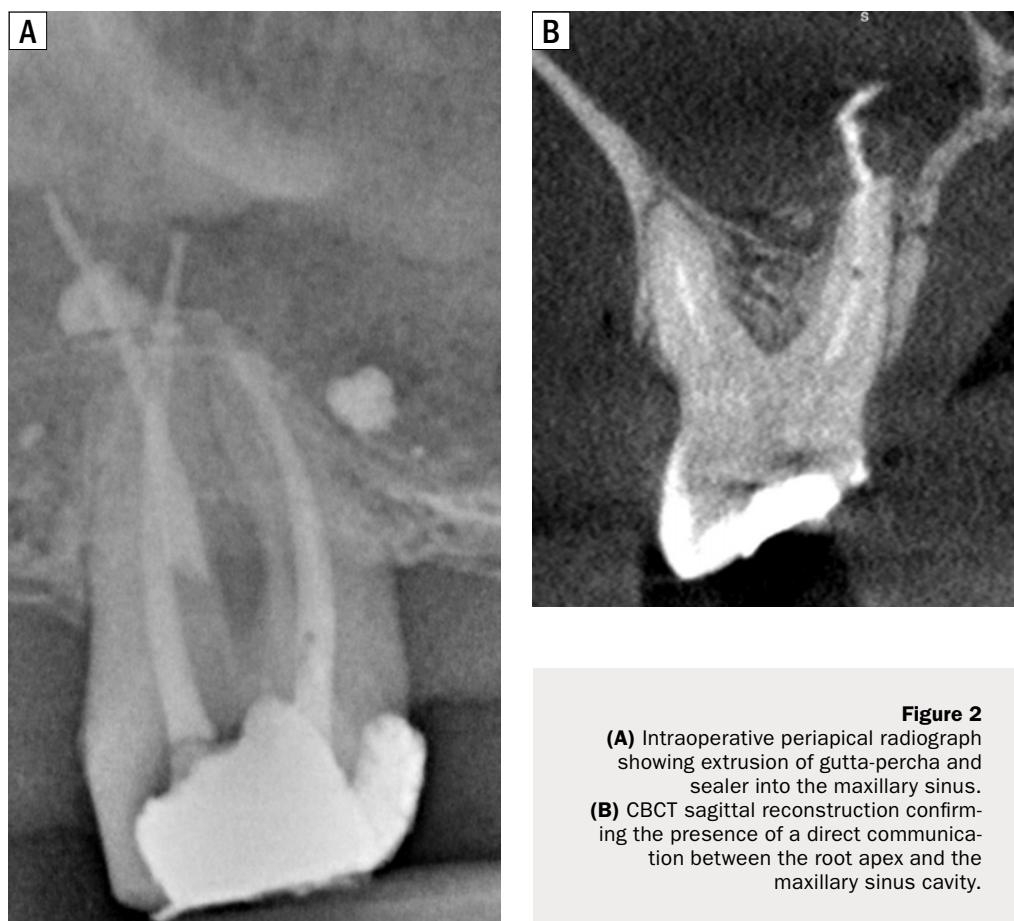 A
B
s
Figure 2
(A) Intraoperative periapical radiograph
showing extrusion of gutta-percha and
sealer into the maxillary sinus.
(B) CBCT sagittal reconstruction confirm-
ing the presence of a direct communica-
tion between the root apex and the
maxillary sinus cavity.